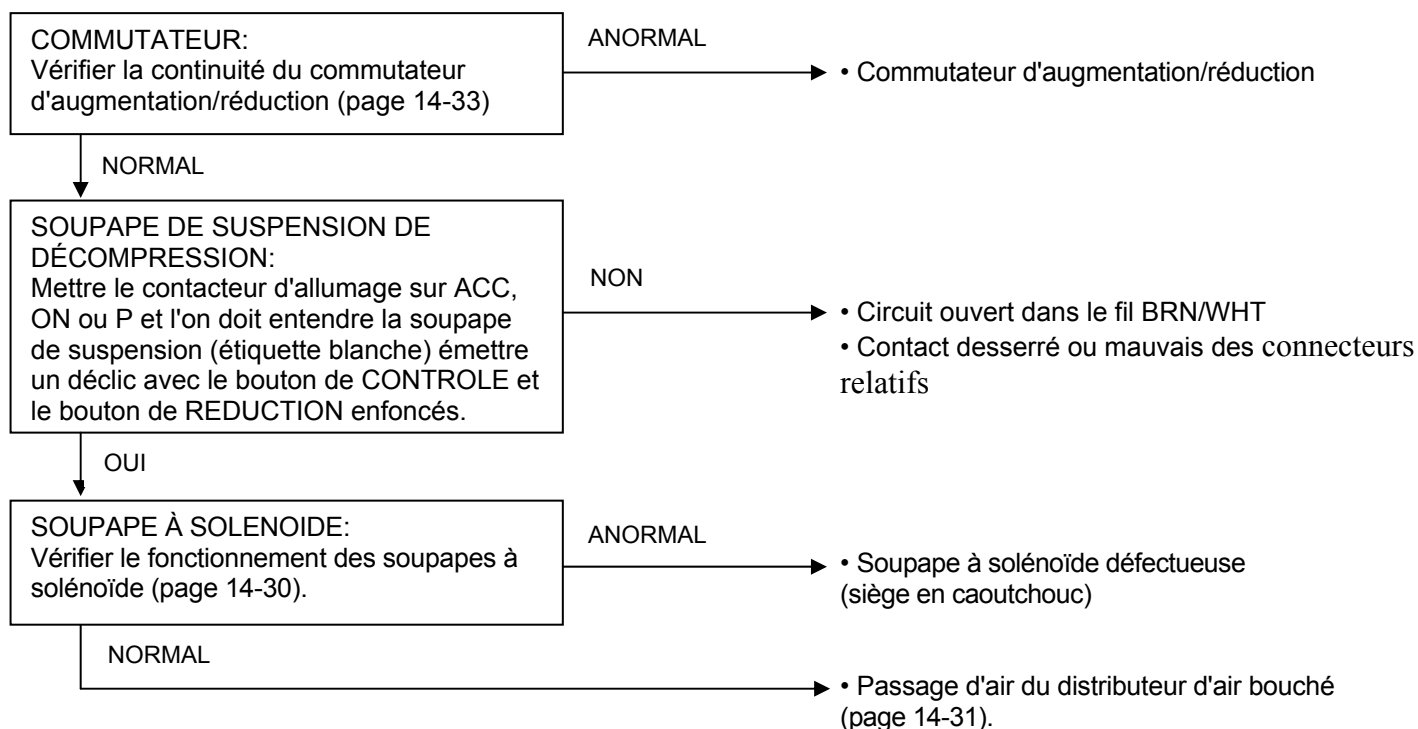 COMMUTATEUR:
Vérifier la continuité du commutateur
d'augmentation/réduction (page 14-33)
ANORMAL
• Commutateur d'augmentation/réduction
NORMAL
SOUPAPE DE SUSPENSION DE
DÉCOMPRESSION:
Mettre le contacteur d'allumage sur ACC,
ON ou P et l'on doit entendre la soupape
de suspension (étiquette blanche) émettre
un déclic avec le bouton de CONTROLE et
le bouton de REDUCTION enfoncés.
NON
• Circuit ouvert dans le fil BRN/WHT
• Contact desserré ou mauvais des connecteurs
relatifs
OUI
SOUPAPE À SOLENOIDE:
Vérifier le fonctionnement des soupapes à
solénoïde (page 14-30).
ANORMAL
• Soupape à solénoïde défectueuse
(siège en caoutchouc)
NORMAL
• Passage d'air du distributeur d'air bouché
(page 14-31).